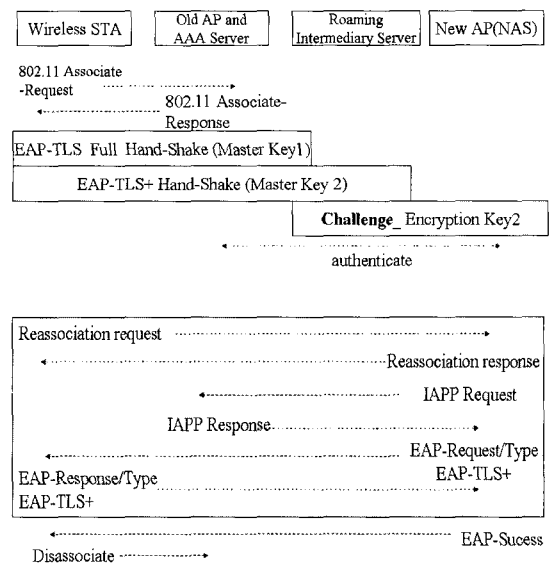 Wireless STA
Old AP and
AAA Server
Roaming
Intermediary Server
New AP(NAS)
802.11 Associate
-Request
802.11 Associate-
Response
EAP-TLS Full Hand-Shake (Master Key1)
EAP-TLS+ Hand-Shake (Master Key 2)
Challenge_ Encryption Key2
authenticate
Reassociation request
Reassociation response
IAPP Request
IAPP Response
EAP-Request/Type
EAP-TLS+
EAP-Response/Type
EAP-TLS+
EAP-Sucess
Disassociate